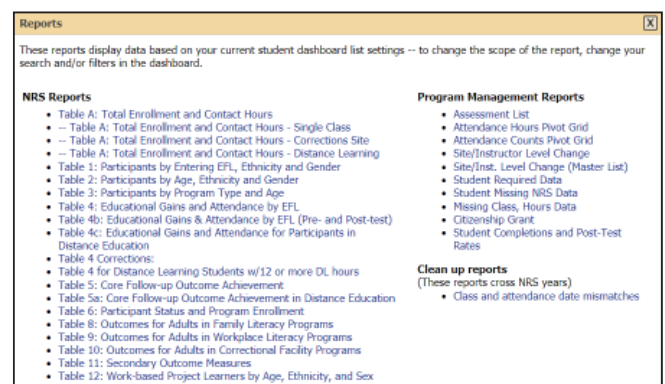 Reports
X
These reports display data based on your current student dashboard list settings -- to change the scope of the report, change your
search and/or filters in the dashboard.
NRS Reports
• Table A: Total Enrollment and Contact Hours
• -- Table A: Total Enrollment and Contact Hours - Single Class
• -- Table A: Total Enrollment and Contact Hours - Corrections Site
• -- Table A: Total Enrollment and Contact Hours - Distance Learning
• Table 1: Participants by Entering EFL, Ethnicity and Gender
• Table 2: Participants by Age, Ethnicity and Gender
• Table 3: Participants by Program Type and Age
• Table 4: Educational Gains and Attendance by EFL
• Table 4b: Educational Gains & Attendance by EFL (Pre- and Post-test)
• Table 4c: Educational Gains and Attendance for Participants in
Distance Education
• Table 4 Corrections:
• Table 4 for Distance Learning Students w/12 or more DL hours
• Table 5: Core Follow-up Outcome Achievement
• Table 5a: Core Follow-up Outcome Achievement in Distance Education
• Table 6: Participant Status and Program Enrollment
• Table 8: Outcomes for Adults in Family Literacy Programs
• Table 9: Outcomes for Adults in Workplace Literacy Programs
• Table 10: Outcomes for Adults in Correctional Facility Programs
• Table 11: Secondary Outcome Measures
• Table 12: Work-based Project Learners by Age, Ethnicity, and Sex
Program Management Reports
• Assessment List
• Attendance Hours Pivot Grid
• Attendance Counts Pivot Grid
• Site/Instructor Level Change
• Site/Inst. Level Change (Master List)
• Student Required Data
• Student Missing NRS Data
• Missing Class, Hours Data
• Citizenship Grant
• Student Completions and Post-Test
Rates
Clean up reports
(These reports cross NRS years)
• Class and attendance date mismatches